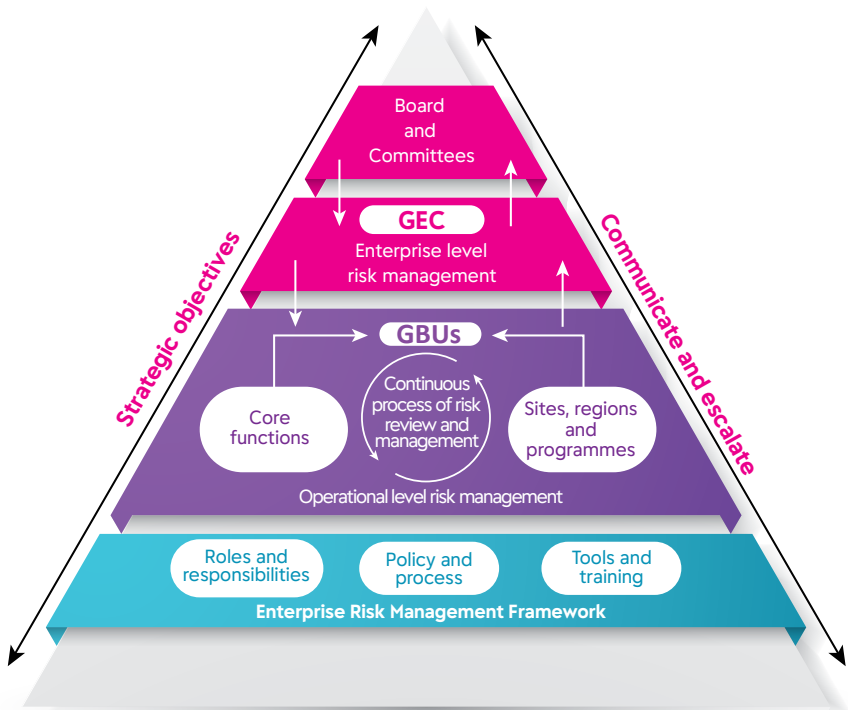 Board
and
Committees
GEC
Enterprise level
risk management
Strategic objectives
Communicate and escalate
GBUs
Continuous
process of risk
review and
management
Core
functions
Sites, regions
and
programmes
Operational level risk management
Roles and
responsibilities
Policy and
process
Tools and
training
Enterprise Risk Management Framework